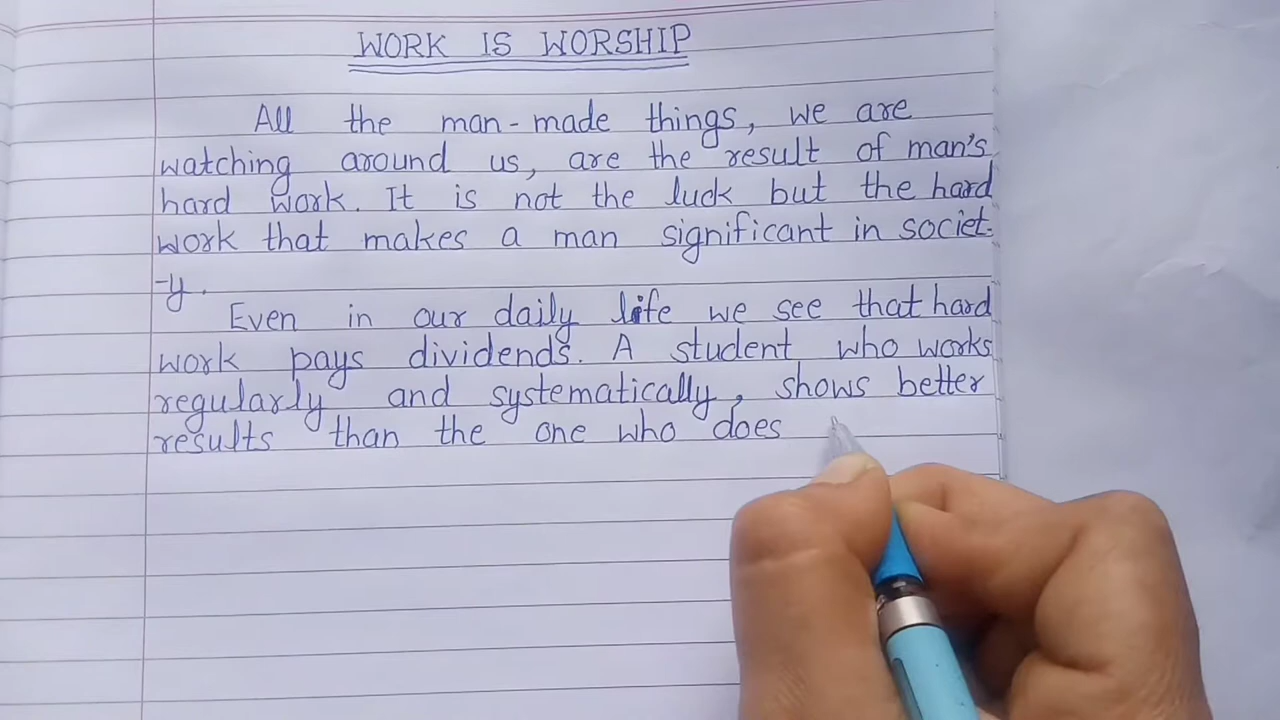 WORK IS WORSHIP
All the man-made things, we are
watching around us, are the result of man's
hard work. It is not the luck but the hard
work that makes a man significant in societ-
-y.
Even in our daily life we see that hard
work pays dividends. A student who works
regularly and systematically, shows better
results than the one who does